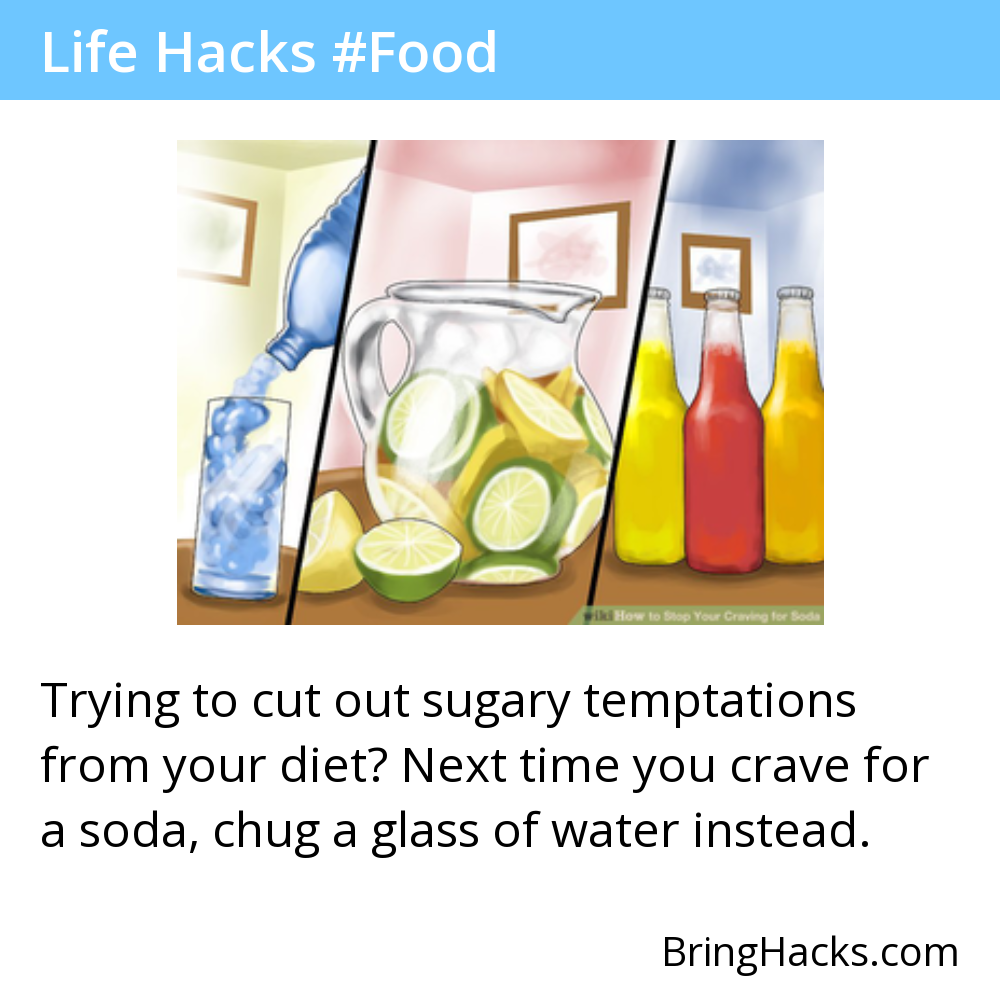 Life Hacks #Food
wikiHow to Stop Your Craving for Soda
Trying to cut out sugary temptations
from your diet? Next time you crave for
a soda, chug a glass of water instead.
BringHacks.com